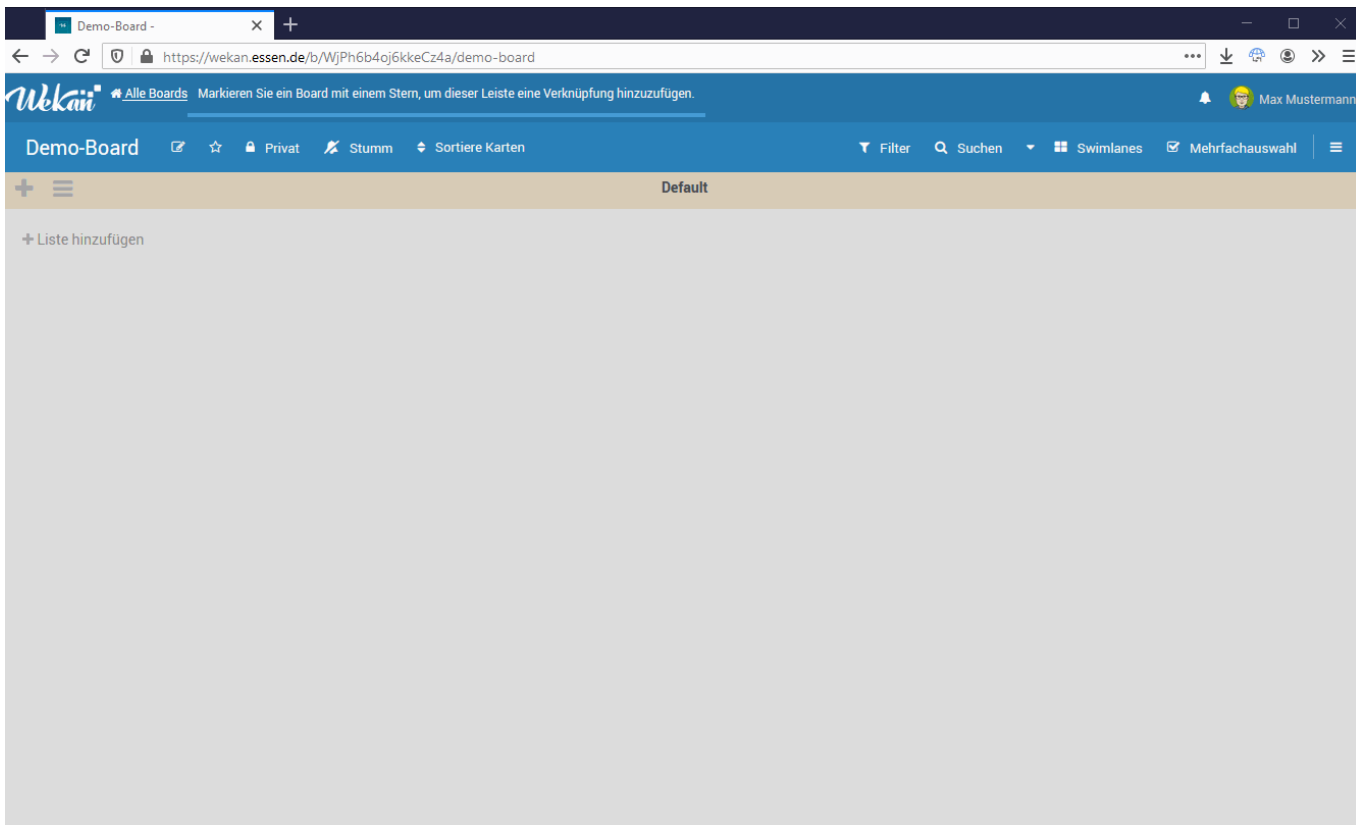 Demo-Board -
https://wekan.essen.de/b/WjPh6b4oj6kkeCz4a/demo-board
Wekan Alle Boards Markieren Sie ein Board mit einem Stern, um dieser Leiste eine Verknüpfung hinzuzufügen. Max Mustermann
Demo-Board Privat Stumm Sortiere Karten Filter Suchen Swimlanes Mehrfachauswahl
Default
Liste hinzufügen